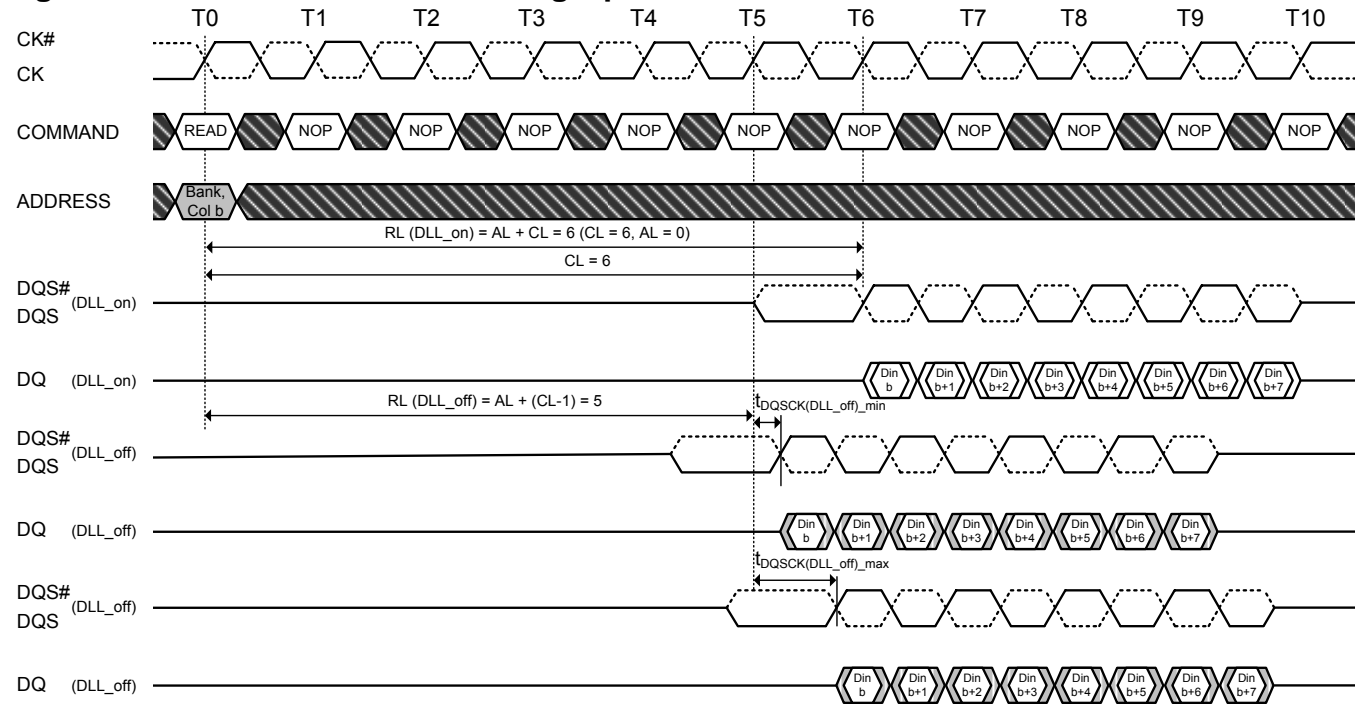 T0 T1 T2 T3 T4 T5 T6 T7 T8 T9 T10
CK#
CK
COMMAND READ NOP NOP NOP NOP NOP NOP NOP NOP NOP NOP
ADDRESS Bank,
Col b
RL (DLL_on) = AL + CL = 6 (CL = 6, AL = 0)
CL = 6
DQS#
(DLL_on)
DQS
DQ (DLL_on) Din b Din b+1 Din b+2 Din b+3 Din b+4 Din b+5 Din b+6 Din b+7
RL (DLL_off) = AL + (CL-1) = 5
tDQSCK(DLL_off)_min
DQS#
(DLL_off)
DQS
DQ (DLL_off) Din b Din b+1 Din b+2 Din b+3 Din b+4 Din b+5 Din b+6 Din b+7
tDQSCK(DLL_off)_max
DQS#
(DLL_off)
DQS
DQ (DLL_off) Din b Din b+1 Din b+2 Din b+3 Din b+4 Din b+5 Din b+6 Din b+7